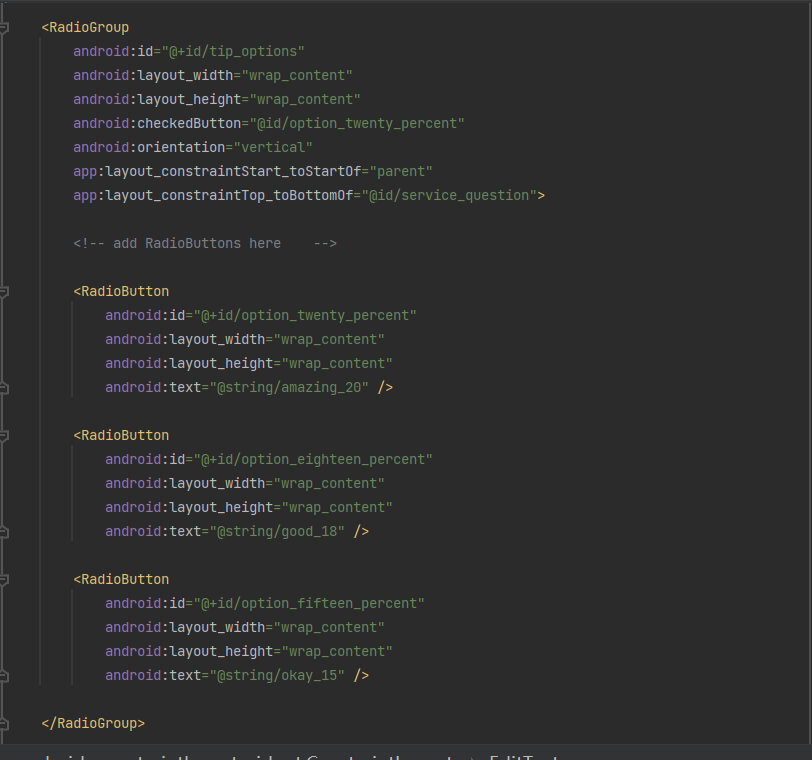 <RadioGroup
android:id="@+id/tip_options"
android:layout_width="wrap_content"
android:layout_height="wrap_content"
android:checkedButton="@id/option_twenty_percent"
android:orientation="vertical"
app:layout_constraintStart_toStartOf="parent"
app:layout_constraintTop_toBottomOf="@id/service_question">
<!-- add RadioButtons here    -->
<RadioButton
android:id="@+id/option_twenty_percent"
android:layout_width="wrap_content"
android:layout_height="wrap_content"
android:text="@string/amazing_20" />
<RadioButton
android:id="@+id/option_eighteen_percent"
android:layout_width="wrap_content"
android:layout_height="wrap_content"
android:text="@string/good_18" />
<RadioButton
android:id="@+id/option_fifteen_percent"
android:layout_width="wrap_content"
android:layout_height="wrap_content"
android:text="@string/okay_15" />
</RadioGroup>